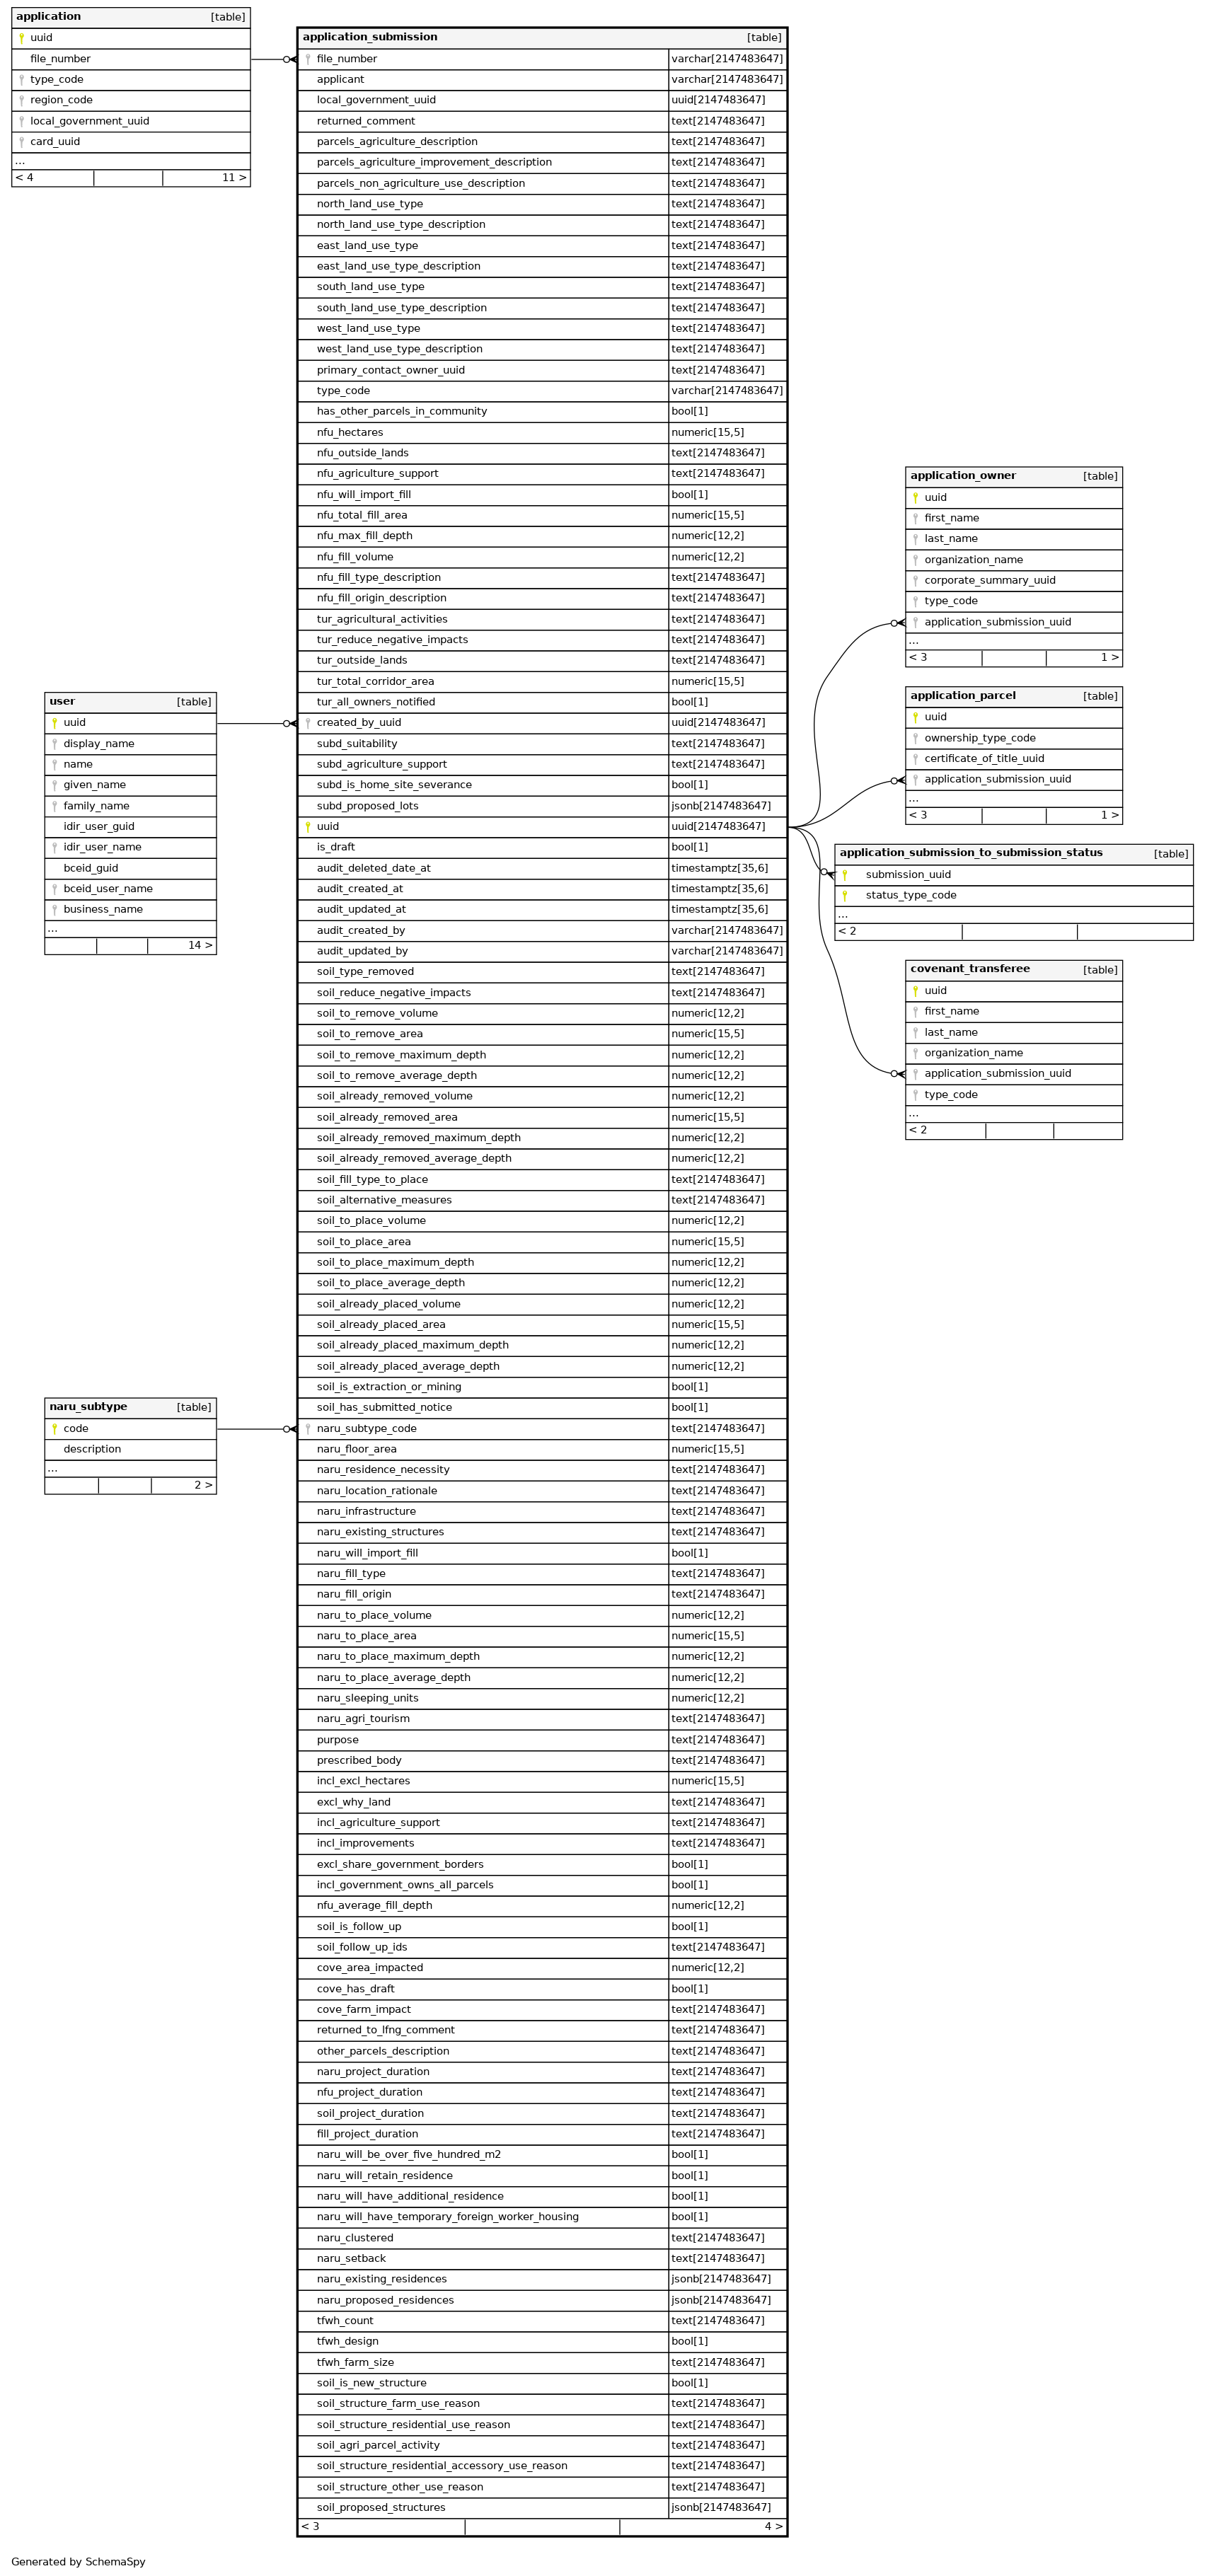 application [table]
uuid
file_number
type_code
region_code
local_government_uuid
card_uuid
...
< 4 11 >
application_submission [table]
file_number varchar[2147483647]
applicant varchar[2147483647]
local_government_uuid uuid[2147483647]
returned_comment text[2147483647]
parcels_agriculture_description text[2147483647]
parcels_agriculture_improvement_description text[2147483647]
parcels_non_agriculture_use_description text[2147483647]
north_land_use_type text[2147483647]
north_land_use_type_description text[2147483647]
east_land_use_type text[2147483647]
east_land_use_type_description text[2147483647]
south_land_use_type text[2147483647]
south_land_use_type_description text[2147483647]
west_land_use_type text[2147483647]
west_land_use_type_description text[2147483647]
primary_contact_owner_uuid text[2147483647]
type_code varchar[2147483647]
has_other_parcels_in_community bool[1]
nfu_hectares numeric[15,5]
nfu_outside_lands text[2147483647]
nfu_agriculture_support text[2147483647]
nfu_will_import_fill bool[1]
nfu_total_fill_area numeric[15,5]
nfu_max_fill_depth numeric[12,2]
nfu_fill_volume numeric[12,2]
nfu_fill_type_description text[2147483647]
nfu_fill_origin_description text[2147483647]
tur_agricultural_activities text[2147483647]
tur_reduce_negative_impacts text[2147483647]
tur_outside_lands text[2147483647]
tur_total_corridor_area numeric[15,5]
tur_all_owners_notified bool[1]
created_by_uuid uuid[2147483647]
subd_suitability text[2147483647]
subd_agriculture_support text[2147483647]
subd_is_home_site_severance bool[1]
subd_proposed_lots jsonb[2147483647]
uuid uuid[2147483647]
is_draft bool[1]
audit_deleted_date_at timestamptz[35,6]
audit_created_at timestamptz[35,6]
audit_updated_at timestamptz[35,6]
audit_created_by varchar[2147483647]
audit_updated_by varchar[2147483647]
soil_type_removed text[2147483647]
soil_reduce_negative_impacts text[2147483647]
soil_to_remove_volume numeric[12,2]
soil_to_remove_area numeric[15,5]
soil_to_remove_maximum_depth numeric[12,2]
soil_to_remove_average_depth numeric[12,2]
soil_already_removed_volume numeric[12,2]
soil_already_removed_area numeric[15,5]
soil_already_removed_maximum_depth numeric[12,2]
soil_already_removed_average_depth numeric[12,2]
soil_fill_type_to_place text[2147483647]
soil_alternative_measures text[2147483647]
soil_to_place_volume numeric[12,2]
soil_to_place_area numeric[15,5]
soil_to_place_maximum_depth numeric[12,2]
soil_to_place_average_depth numeric[12,2]
soil_already_placed_volume numeric[12,2]
soil_already_placed_area numeric[15,5]
soil_already_placed_maximum_depth numeric[12,2]
soil_already_placed_average_depth numeric[12,2]
soil_is_extraction_or_mining bool[1]
soil_has_submitted_notice bool[1]
naru_subtype_code text[2147483647]
naru_floor_area numeric[15,5]
naru_residence_necessity text[2147483647]
naru_location_rationale text[2147483647]
naru_infrastructure text[2147483647]
naru_existing_structures text[2147483647]
naru_will_import_fill bool[1]
naru_fill_type text[2147483647]
naru_fill_origin text[2147483647]
naru_to_place_volume numeric[12,2]
naru_to_place_area numeric[15,5]
naru_to_place_maximum_depth numeric[12,2]
naru_to_place_average_depth numeric[12,2]
naru_sleeping_units numeric[12,2]
naru_agri_tourism text[2147483647]
purpose text[2147483647]
prescribed_body text[2147483647]
incl_excl_hectares numeric[15,5]
excl_why_land text[2147483647]
incl_agriculture_support text[2147483647]
incl_improvements text[2147483647]
excl_share_government_borders bool[1]
incl_government_owns_all_parcels bool[1]
nfu_average_fill_depth numeric[12,2]
soil_is_follow_up bool[1]
soil_follow_up_ids text[2147483647]
cove_area_impacted numeric[12,2]
cove_has_draft bool[1]
cove_farm_impact text[2147483647]
returned_to_lfng_comment text[2147483647]
other_parcels_description text[2147483647]
naru_project_duration text[2147483647]
nfu_project_duration text[2147483647]
soil_project_duration text[2147483647]
fill_project_duration text[2147483647]
naru_will_be_over_five_hundred_m2 bool[1]
naru_will_retain_residence bool[1]
naru_will_have_additional_residence bool[1]
naru_will_have_temporary_foreign_worker_housing bool[1]
naru_clustered text[2147483647]
naru_setback text[2147483647]
naru_existing_residences jsonb[2147483647]
naru_proposed_residences jsonb[2147483647]
tfwh_count text[2147483647]
tfwh_design bool[1]
tfwh_farm_size text[2147483647]
soil_is_new_structure bool[1]
soil_structure_farm_use_reason text[2147483647]
soil_structure_residential_use_reason text[2147483647]
soil_agri_parcel_activity text[2147483647]
soil_structure_residential_accessory_use_reason text[2147483647]
soil_structure_other_use_reason text[2147483647]
soil_proposed_structures jsonb[2147483647]
< 3 4 >
user [table]
uuid
display_name
name
given_name
family_name
idir_user_guid
idir_user_name
bceid_guid
bceid_user_name
business_name
...
14 >
naru_subtype [table]
code
description
...
2 >
application_owner [table]
uuid
first_name
last_name
organization_name
corporate_summary_uuid
type_code
application_submission_uuid
...
< 3 1 >
application_parcel [table]
uuid
ownership_type_code
certificate_of_title_uuid
application_submission_uuid
...
< 3 1 >
application_submission_to_submission_status [table]
submission_uuid
status_type_code
...
< 2
covenant_transferee [table]
uuid
first_name
last_name
organization_name
application_submission_uuid
type_code
...
< 2
Generated by SchemaSpy